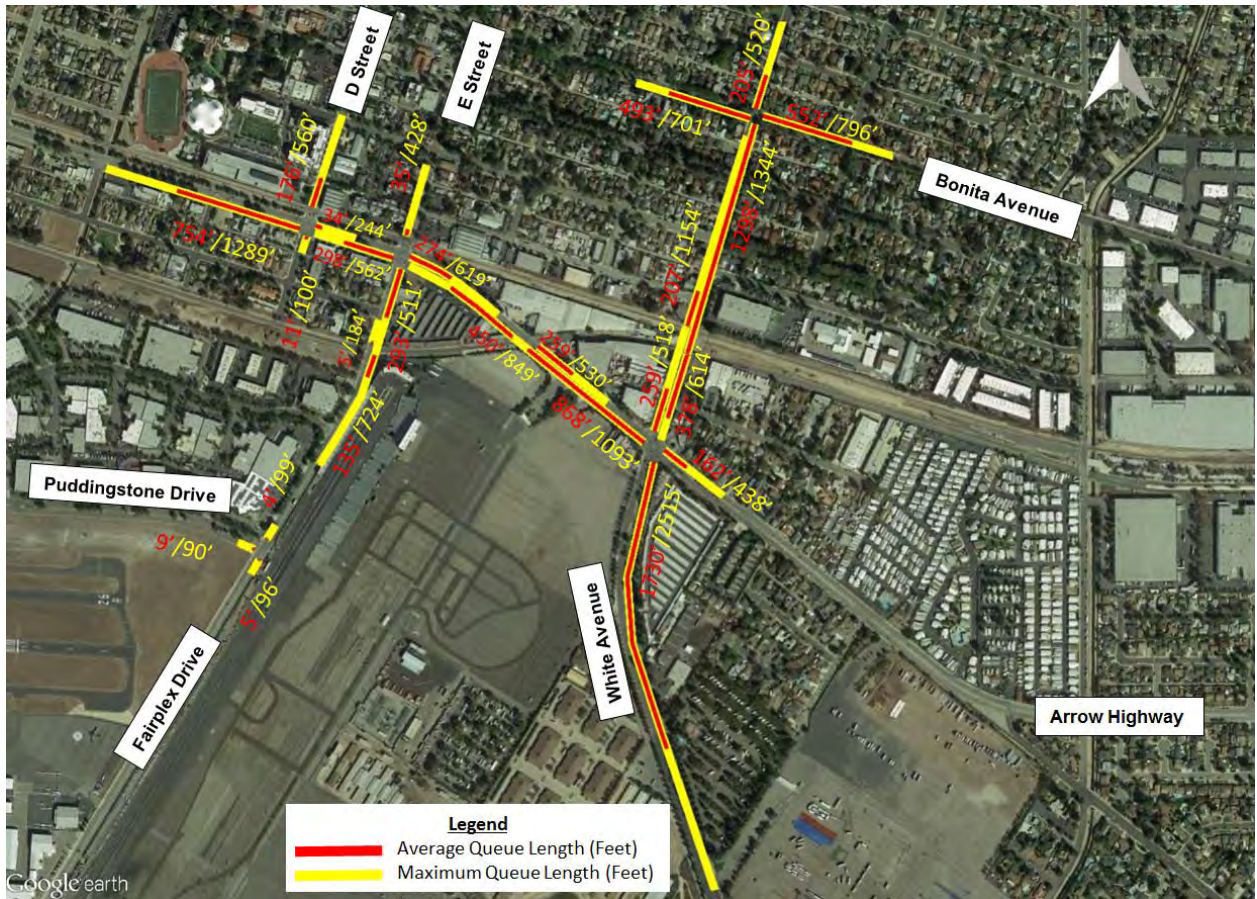 D Street
E Street
205'/520'
493'/701'
552'/796'
176'/560'
35'/428'
1298'/1344'
Bonita Avenue
34'/244'
754'/1289'
298'/562'
274'/619'
207'/1154'
11'/100'
5'/184'
293'/511'
450'/849'
259'/530'
259'/518'
378'/614'
868'/1093'
135'/724'
162'/438'
Puddingstone Drive
4'/99'
9'/90'
1730'/2515'
5'/96'
White Avenue
Fairplex Drive
Arrow Highway
Legend
Average Queue Length (Feet)
Maximum Queue Length (Feet)
Google earth